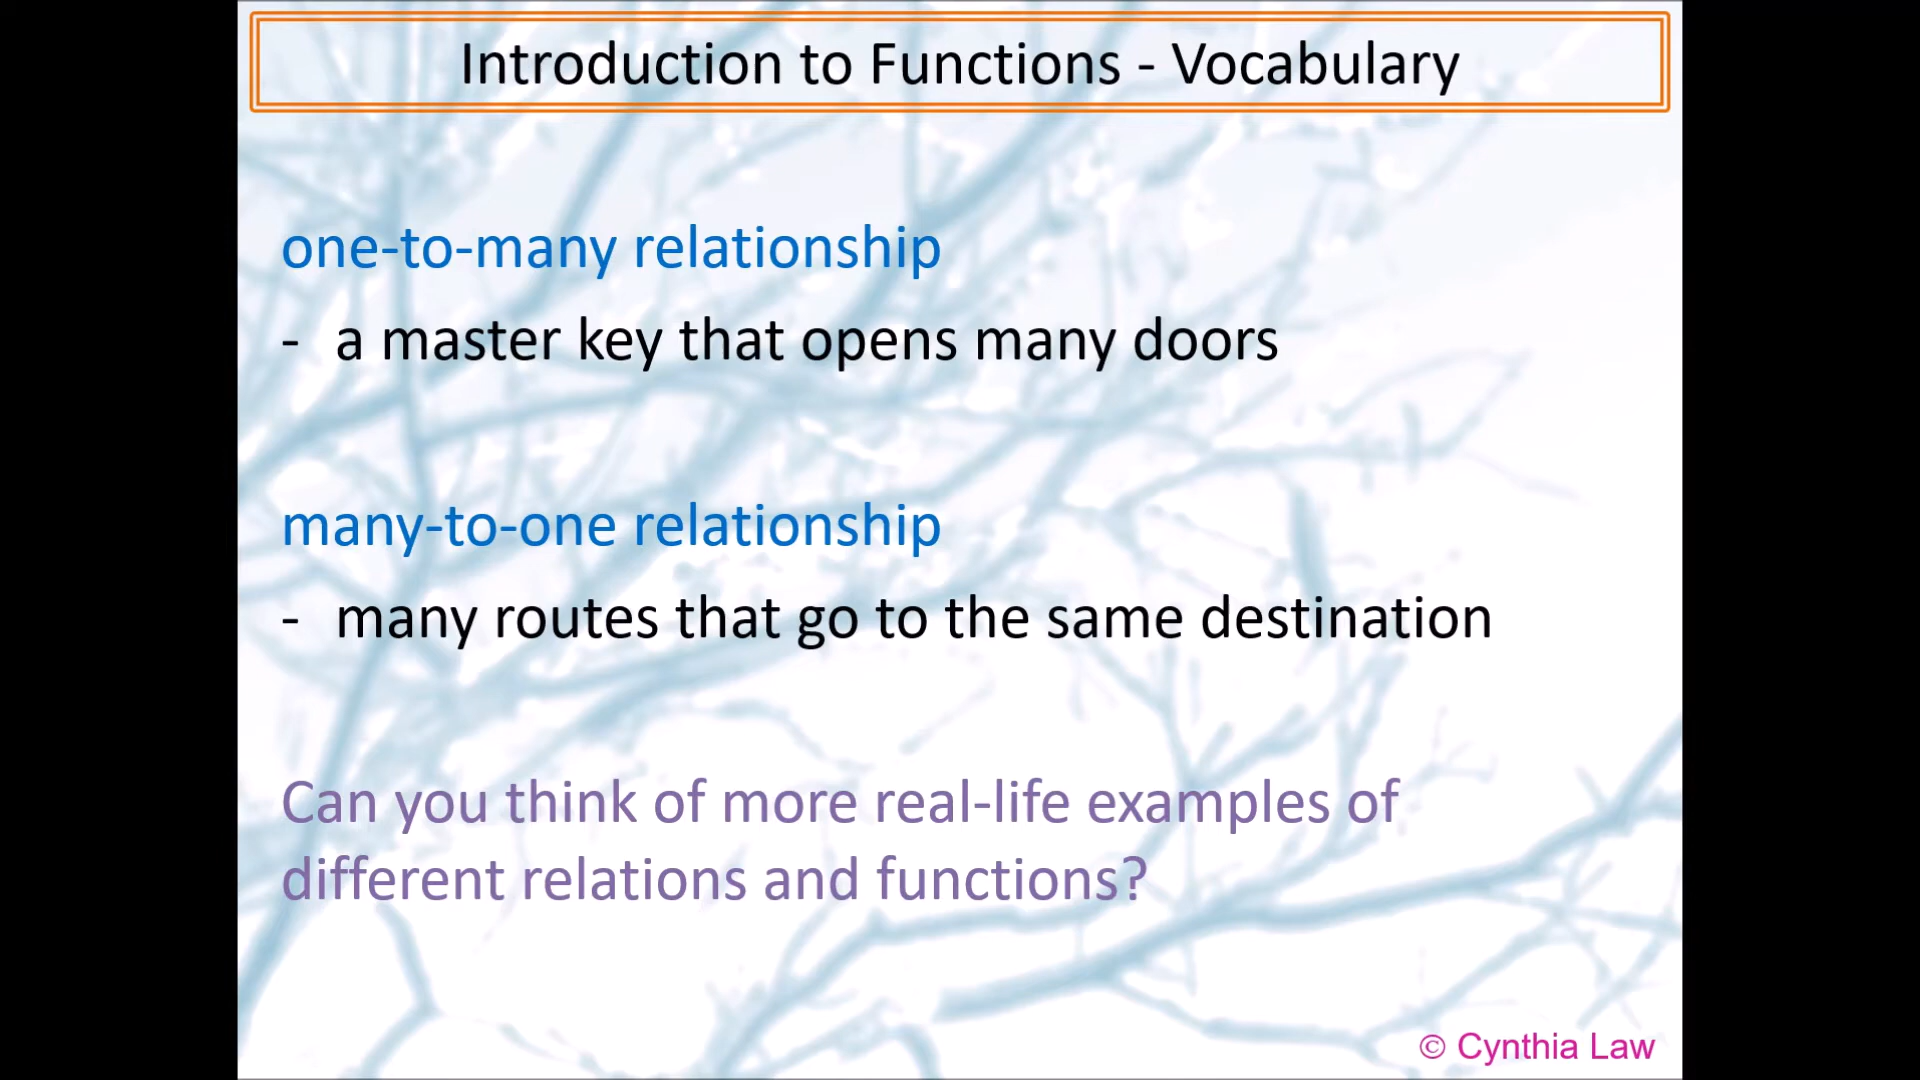 Introduction to Functions - Vocabulary
one-to-many relationship
- a master key that opens many doors
many-to-one relationship
- many routes that go to the same destination
Can you think of more real-life examples of
different relations and functions?
© Cynthia Law